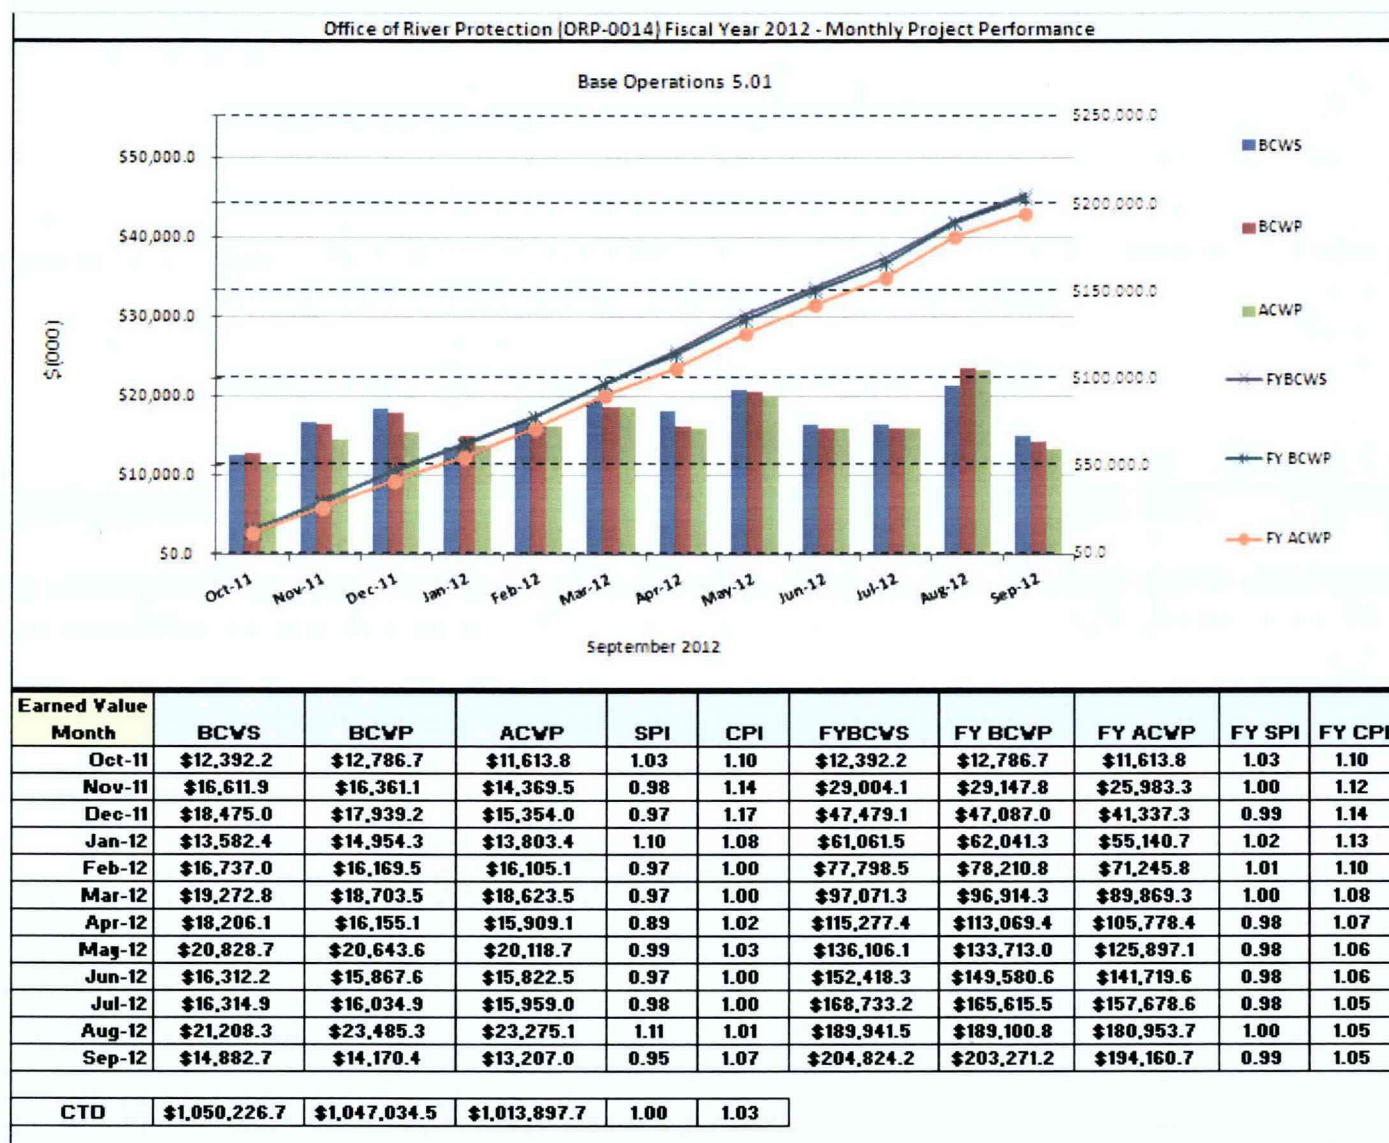 Office of River Protection (ORP-0014) Fiscal Year 2012 - Monthly Project Performance
Base Operations 5.01
$(000)
$50,000.0
$40,000.0
$30,000.0
$20,000.0
$10,000.0
$0.0
$250,000.0
$200,000.0
$150,000.0
$100,000.0
$50,000.0
$0.0
BCWS
BCWP
ACWP
FYBCWS
FY BCWP
FY ACWP
Oct-11 Nov-11 Dec-11 Jan-12 Feb-12 Mar-12 Apr-12 May-12 Jun-12 Jul-12 Aug-12 Sep-12
September 2012
Earned Value
Month BCWS BCWP ACWP SPI CPI FYBCWS FY BCWP FY ACWP FY SPI FY CPI
Oct-11 $12,392.2 $12,786.7 $11,613.8 1.03 1.10 $12,392.2 $12,786.7 $11,613.8 1.03 1.10
Nov-11 $16,611.9 $16,361.1 $14,369.5 0.98 1.14 $29,004.1 $29,147.8 $25,983.3 1.00 1.12
Dec-11 $18,475.0 $17,939.2 $15,354.0 0.97 1.17 $47,479.1 $47,087.0 $41,337.3 0.99 1.14
Jan-12 $13,582.4 $14,954.3 $13,803.4 1.10 1.08 $61,061.5 $62,041.3 $55,140.7 1.02 1.13
Feb-12 $16,737.0 $16,169.5 $16,105.1 0.97 1.00 $77,798.5 $78,210.8 $71,245.8 1.01 1.10
Mar-12 $19,272.8 $18,703.5 $18,623.5 0.97 1.00 $97,071.3 $96,914.3 $89,869.3 1.00 1.08
Apr-12 $18,206.1 $16,155.1 $15,909.1 0.89 1.02 $115,277.4 $113,069.4 $105,778.4 0.98 1.07
May-12 $20,828.7 $20,643.6 $20,118.7 0.99 1.03 $136,106.1 $133,713.0 $125,897.1 0.98 1.06
Jun-12 $16,312.2 $15,867.6 $15,822.5 0.97 1.00 $152,418.3 $149,580.6 $141,719.6 0.98 1.06
Jul-12 $16,314.9 $16,034.9 $15,959.0 0.98 1.00 $168,733.2 $165,615.5 $157,678.6 0.98 1.05
Aug-12 $21,208.3 $23,485.3 $23,275.1 1.11 1.01 $189,941.5 $189,100.8 $180,953.7 1.00 1.05
Sep-12 $14,882.7 $14,170.4 $13,207.0 0.95 1.07 $204,824.2 $203,271.2 $194,160.7 0.99 1.05
CTD $1,050,226.7 $1,047,034.5 $1,013,897.7 1.00 1.03